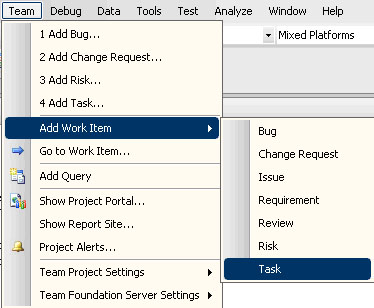 Team Debug Data Tools Test Analyze Window Help
Mixed Platforms
1 Add Bug...
2 Add Change Request...
3 Add Risk...
4 Add Task...
Add Work Item
Go to Work Item...
Add Query
Show Project Portal...
Show Report Site...
Project Alerts...
Team Project Settings
Team Foundation Server Settings
Bug
Change Request
Issue
Requirement
Review
Risk
Task